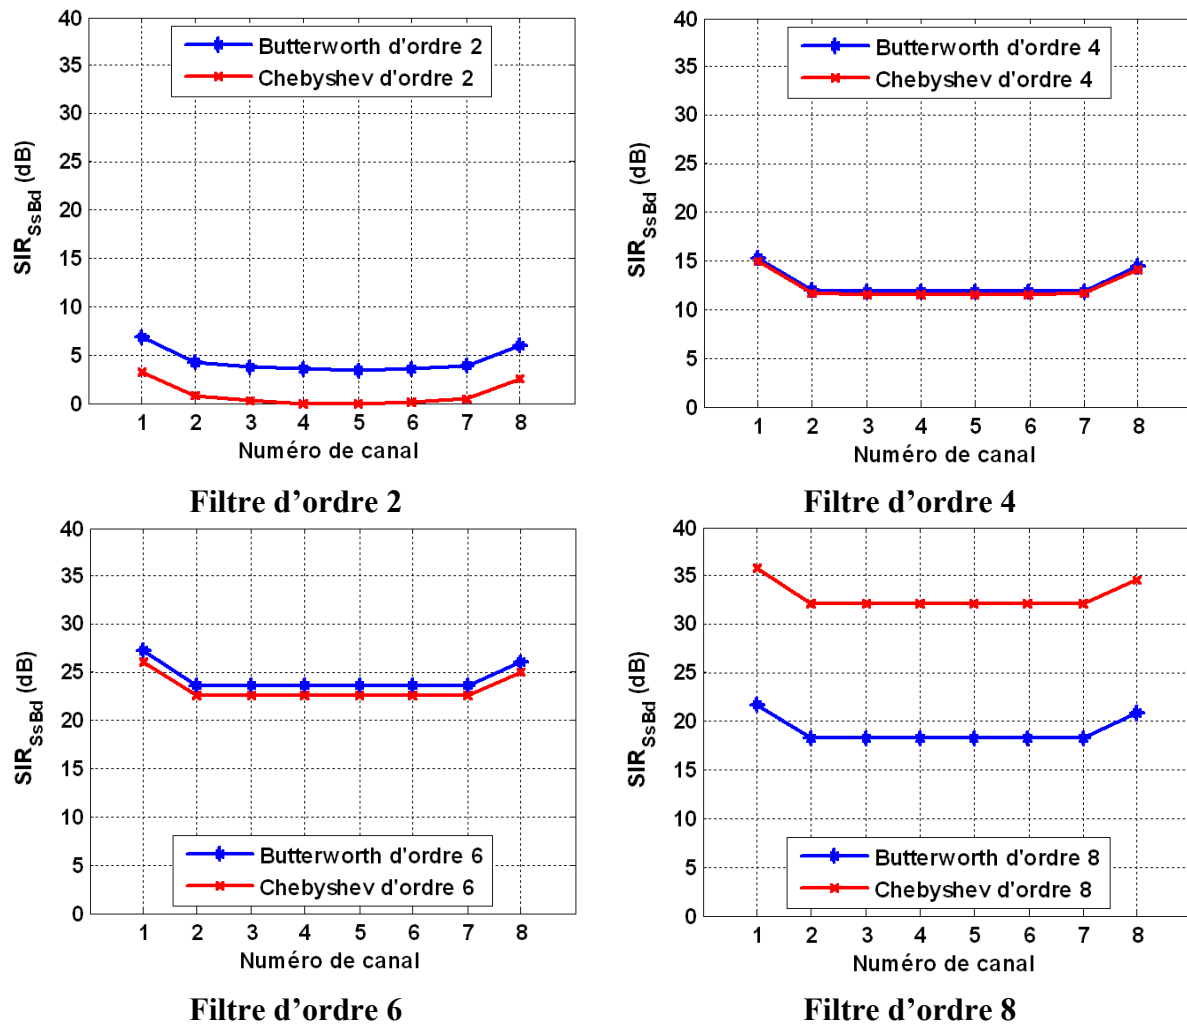 40
35
30
25
20
15
10
5
0
SIR_SsBd (dB)
Butterworth d'ordre 2
Chebyshev d'ordre 2
1 2 3 4 5 6 7 8
Numéro de canal
Filtre d’ordre 2
40
35
30
25
20
15
10
5
0
SIR_SsBd (dB)
Butterworth d'ordre 4
Chebyshev d'ordre 4
1 2 3 4 5 6 7 8
Numéro de canal
Filtre d’ordre 4
40
35
30
25
20
15
10
5
0
SIR_SsBd (dB)
Butterworth d'ordre 6
Chebyshev d'ordre 6
1 2 3 4 5 6 7 8
Numéro de canal
Filtre d’ordre 6
40
35
30
25
20
15
10
5
0
SIR_SsBd (dB)
Butterworth d'ordre 8
Chebyshev d'ordre 8
1 2 3 4 5 6 7 8
Numéro de canal
Filtre d’ordre 8